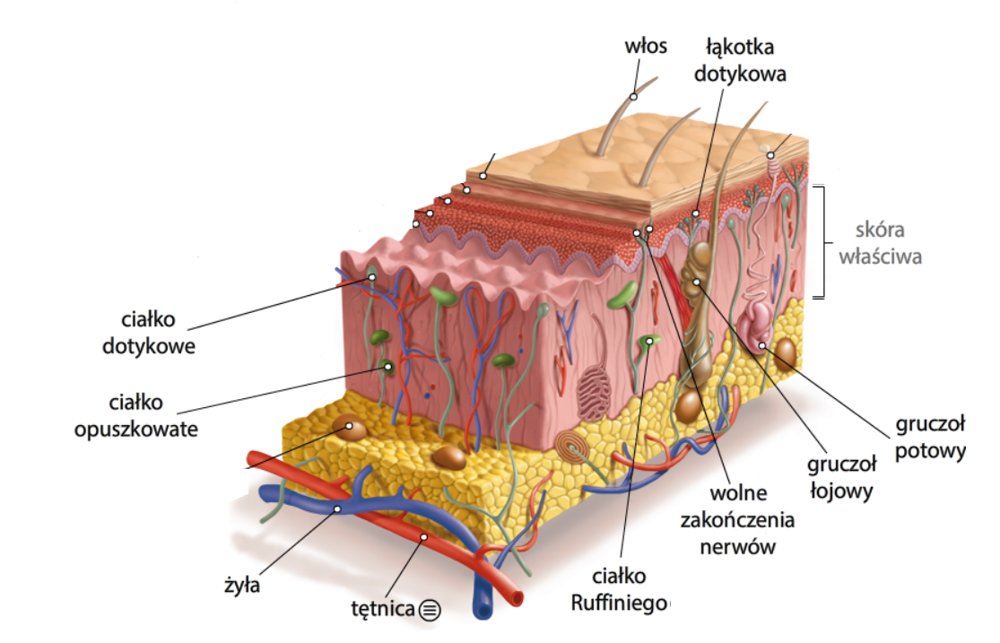 włos
łąkotka
dotykowa
skóra
właściwa
ciałko
dotykowe
ciałko
opuszkowate
gruczoł
potowy
gruczoł
łojowy
wolne
zakończenia
nerwów
ciałko
Ruffiniego
żyła
tętnica